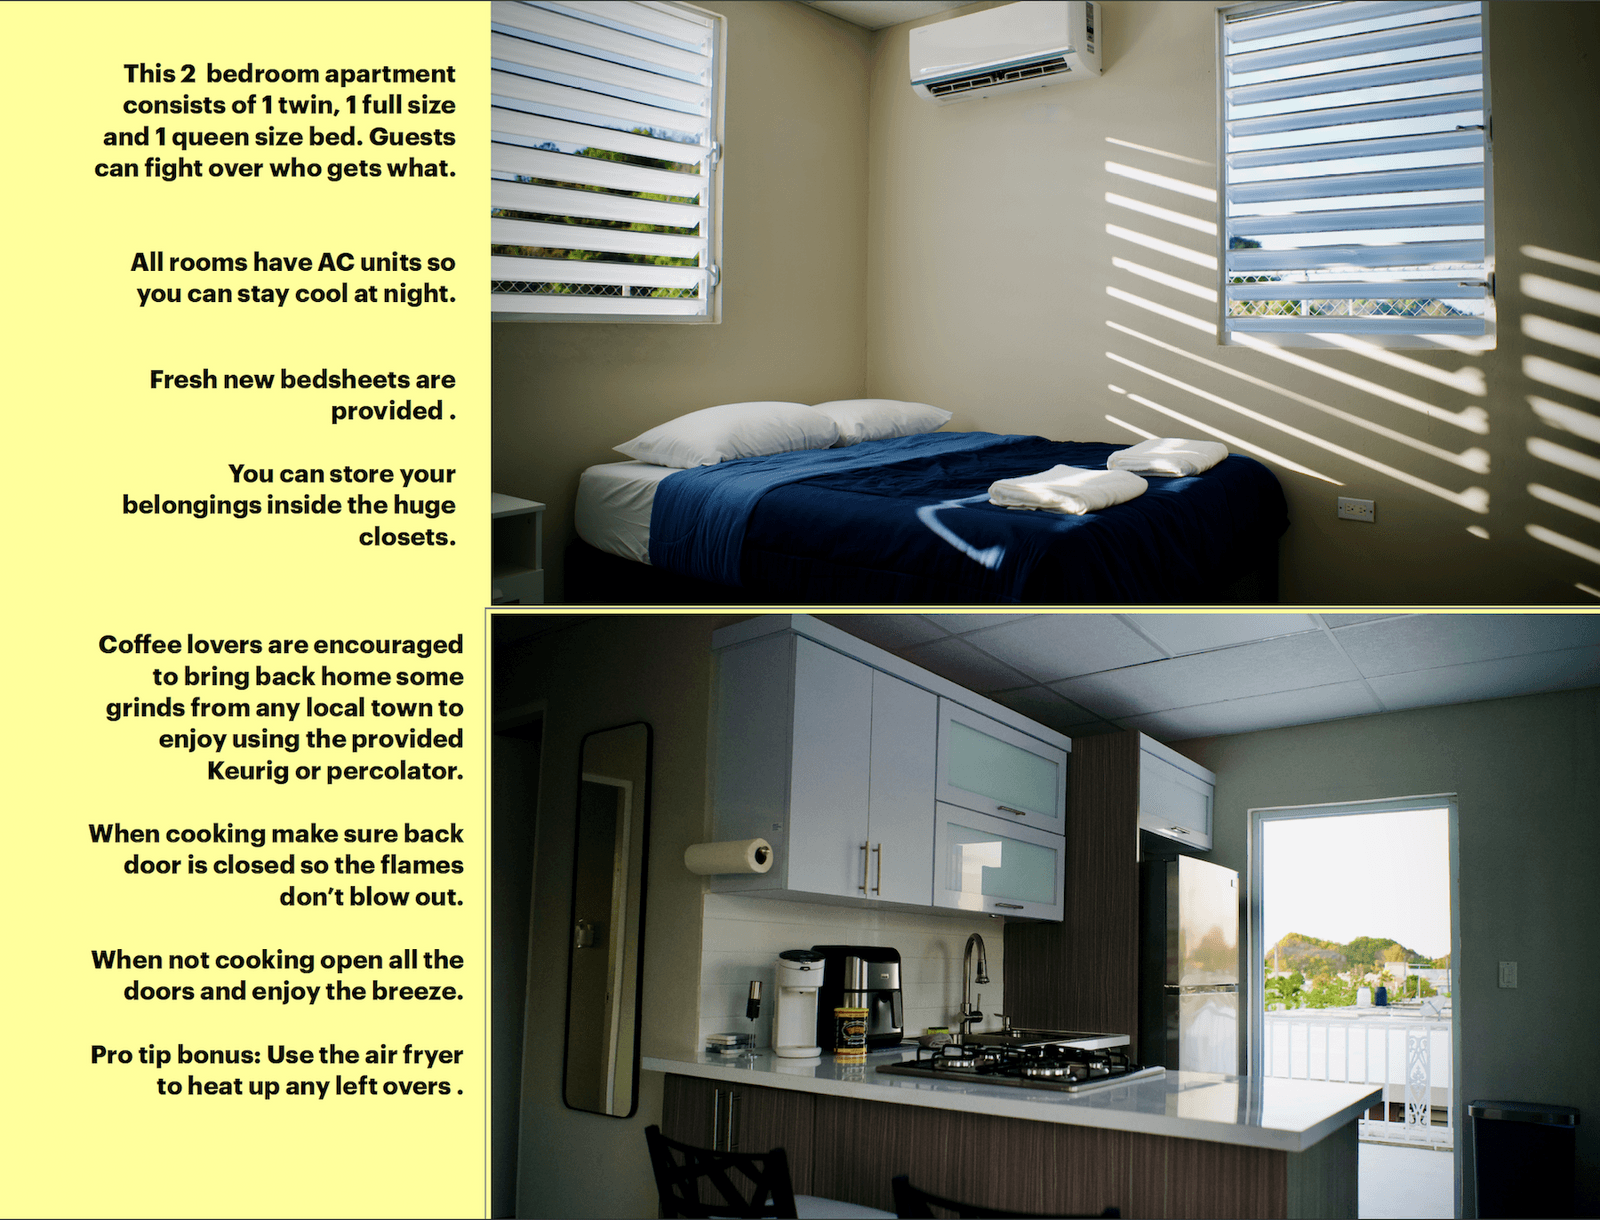 This 2 bedroom apartment
consists of 1 twin, 1 full size
and 1 queen size bed. Guests
can fight over who gets what.
All rooms have AC units so
you can stay cool at night.
Fresh new bedsheets are
provided .
You can store your
belongings inside the huge
closets.
Coffee lovers are encouraged
to bring back home some
grinds from any local town to
enjoy using the provided
Keurig or percolator.
When cooking make sure back
door is closed so the flames
don’t blow out.
When not cooking open all the
doors and enjoy the breeze.
Pro tip bonus: Use the air fryer
to heat up any left overs .